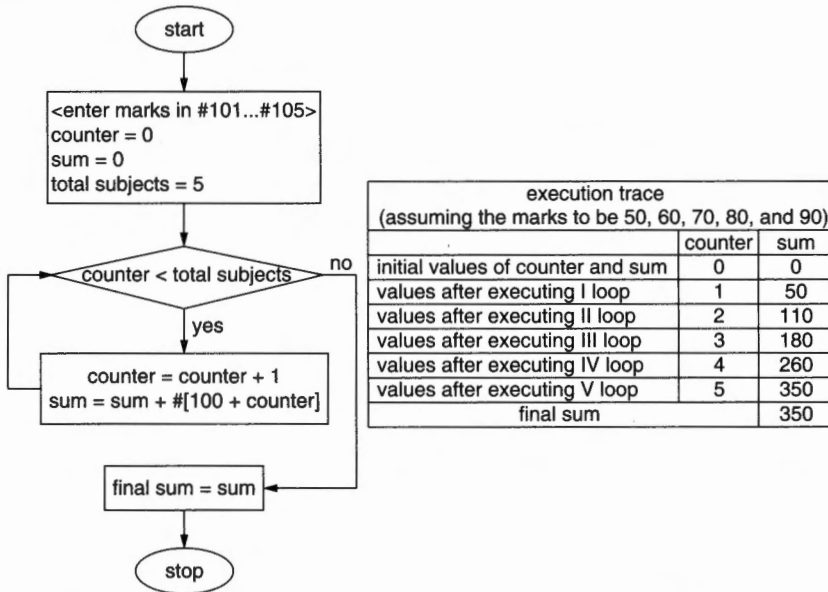 start
<enter marks in #101...#105>
counter = 0
sum = 0
total subjects = 5
counter < total subjects
no
yes
counter = counter + 1
sum = sum + #[100 + counter]
final sum = sum
stop
execution trace
(assuming the marks to be 50, 60, 70, 80, and 90)
counter sum
initial values of counter and sum 0 0
values after executing I loop 1 50
values after executing II loop 2 110
values after executing III loop 3 180
values after executing IV loop 4 260
values after executing V loop 5 350
final sum 350